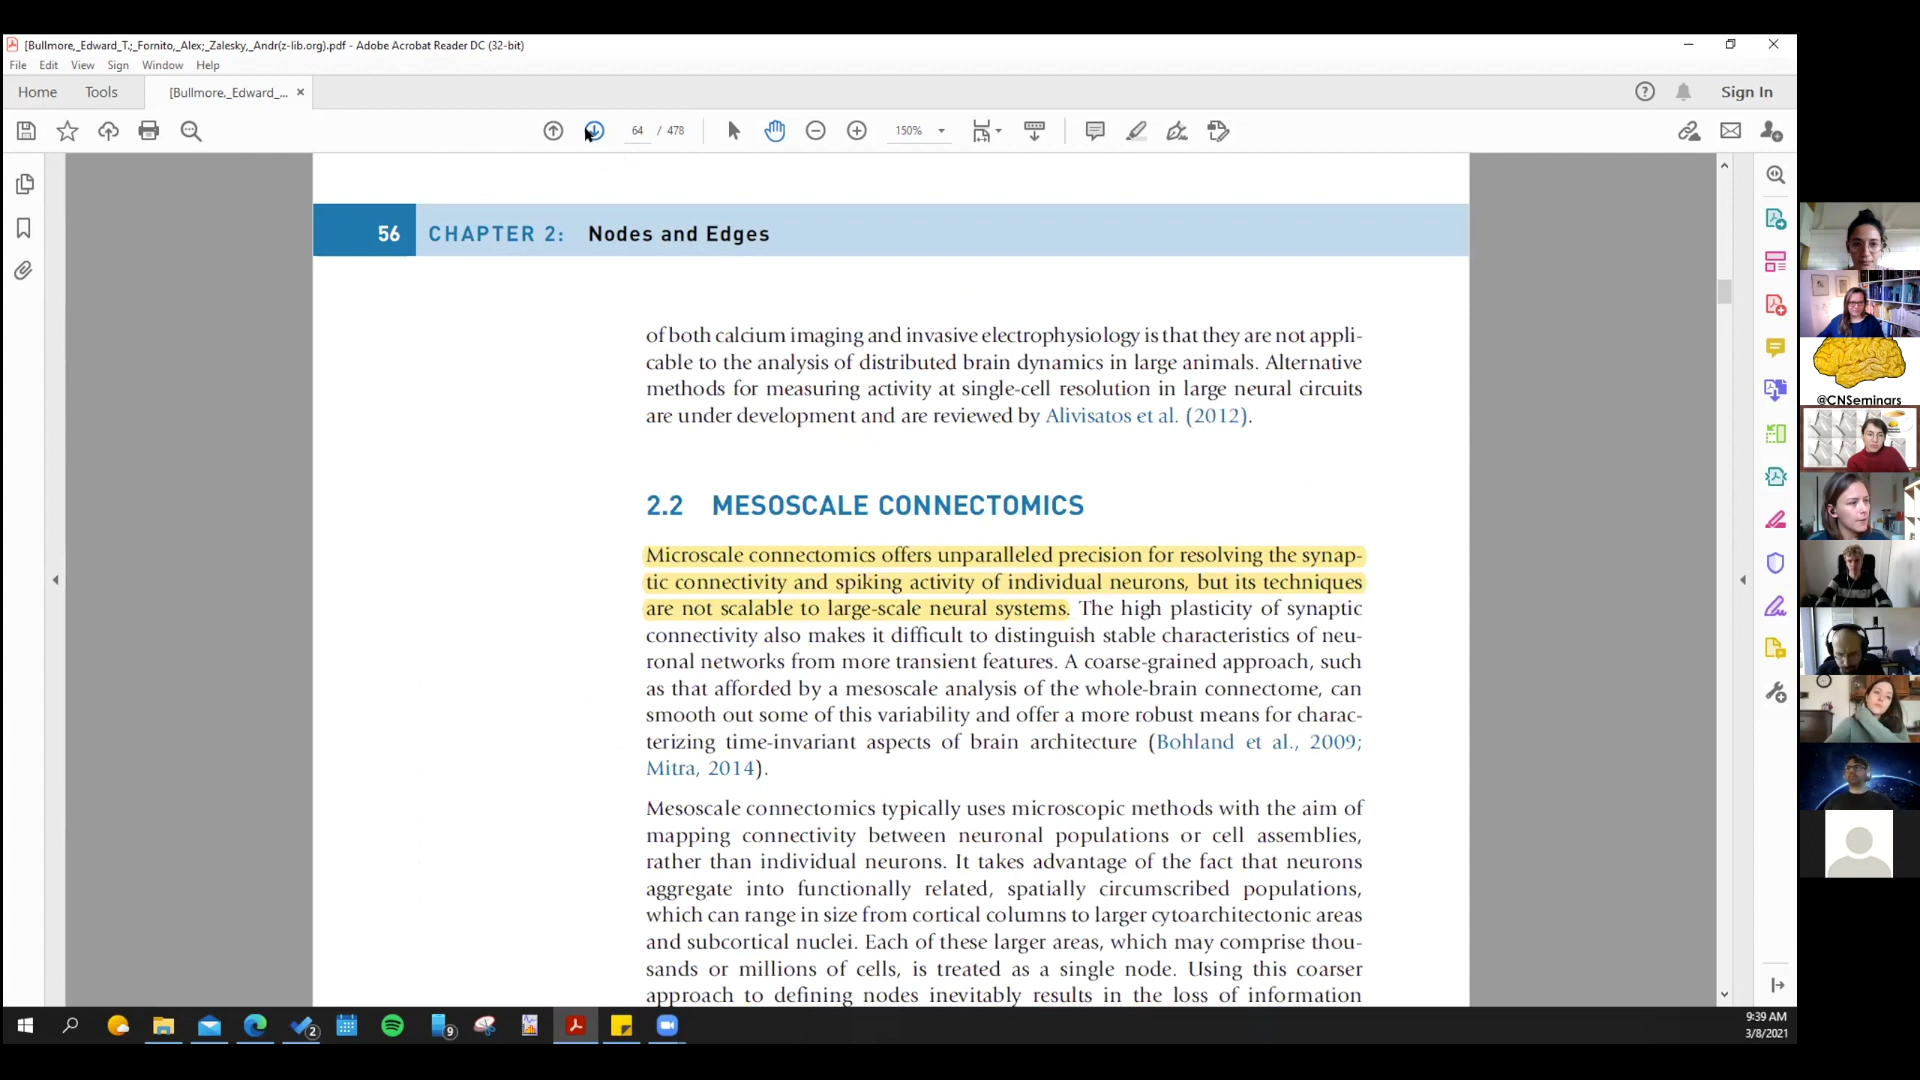 [Bullmore,_Edward_T.;_Fornito,_Alex;_Zalesky,_Andr(z-lib.org).pdf - Adobe Acrobat Reader DC (32-bit)
File Edit View Sign Window Help
Home Tools [Bullmore,_Edward_... × Sign In
64 / 478 150%
56 CHAPTER 2: Nodes and Edges
of both calcium imaging and invasive electrophysiology is that they are not appli-
cable to the analysis of distributed brain dynamics in large animals. Alternative
methods for measuring activity at single-cell resolution in large neural circuits
are under development and are reviewed by Alivisatos et al. (2012).
2.2 MESOSCALE CONNECTOMICS
Microscale connectomics offers unparalleled precision for resolving the synap-
tic connectivity and spiking activity of individual neurons, but its techniques
are not scalable to large-scale neural systems. The high plasticity of synaptic
connectivity also makes it difficult to distinguish stable characteristics of neu-
ronal networks from more transient features. A coarse-grained approach, such
as that afforded by a mesoscale analysis of the whole-brain connectome, can
smooth out some of this variability and offer a more robust means for charac-
terizing time-invariant aspects of brain architecture (Bohland et al., 2009;
Mitra, 2014).
Mesoscale connectomics typically uses microscopic methods with the aim of
mapping connectivity between neuronal populations or cell assemblies,
rather than individual neurons. It takes advantage of the fact that neurons
aggregate into functionally related, spatially circumscribed populations,
which can range in size from cortical columns to larger cytoarchitectonic areas
and subcortical nuclei. Each of these larger areas, which may comprise thou-
sands or millions of cells, is treated as a single node. Using this coarser
approach to defining nodes inevitably results in the loss of information
@CNSeminars
2
9
9:39 AM
3/8/2021